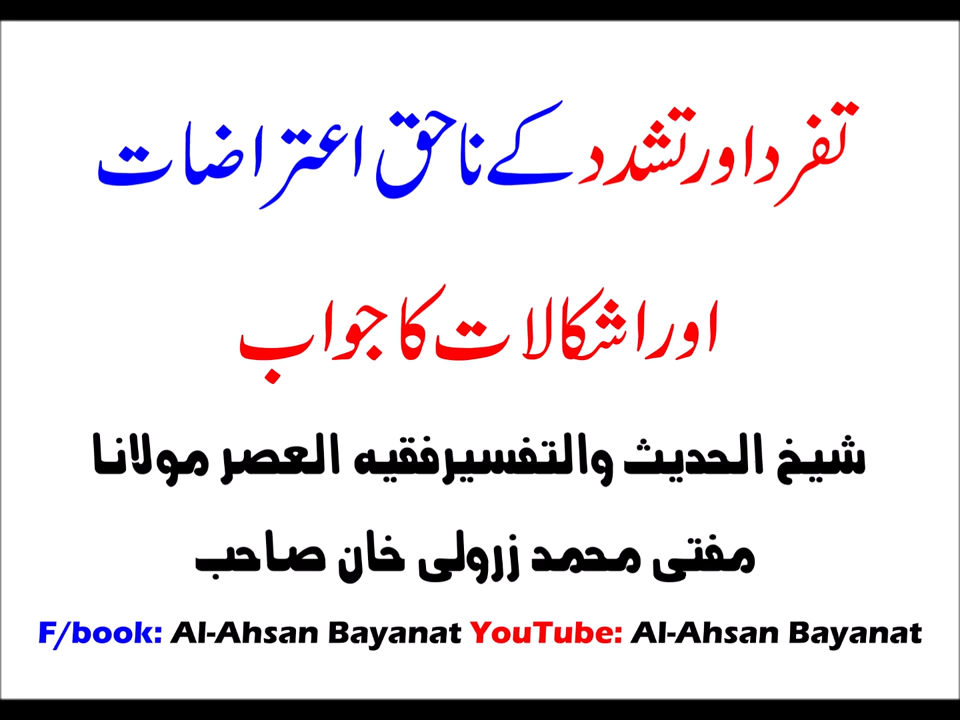 تفرد اور تشدد کے ناحق اعتراضات
اور اشکالات کا جواب
شیخ الحدیث والتفسیر فقیہ العصر مولانا
مفتی محمد زرولی خان صاحب
F/book: Al-Ahsan Bayanat YouTube: Al-Ahsan Bayanat